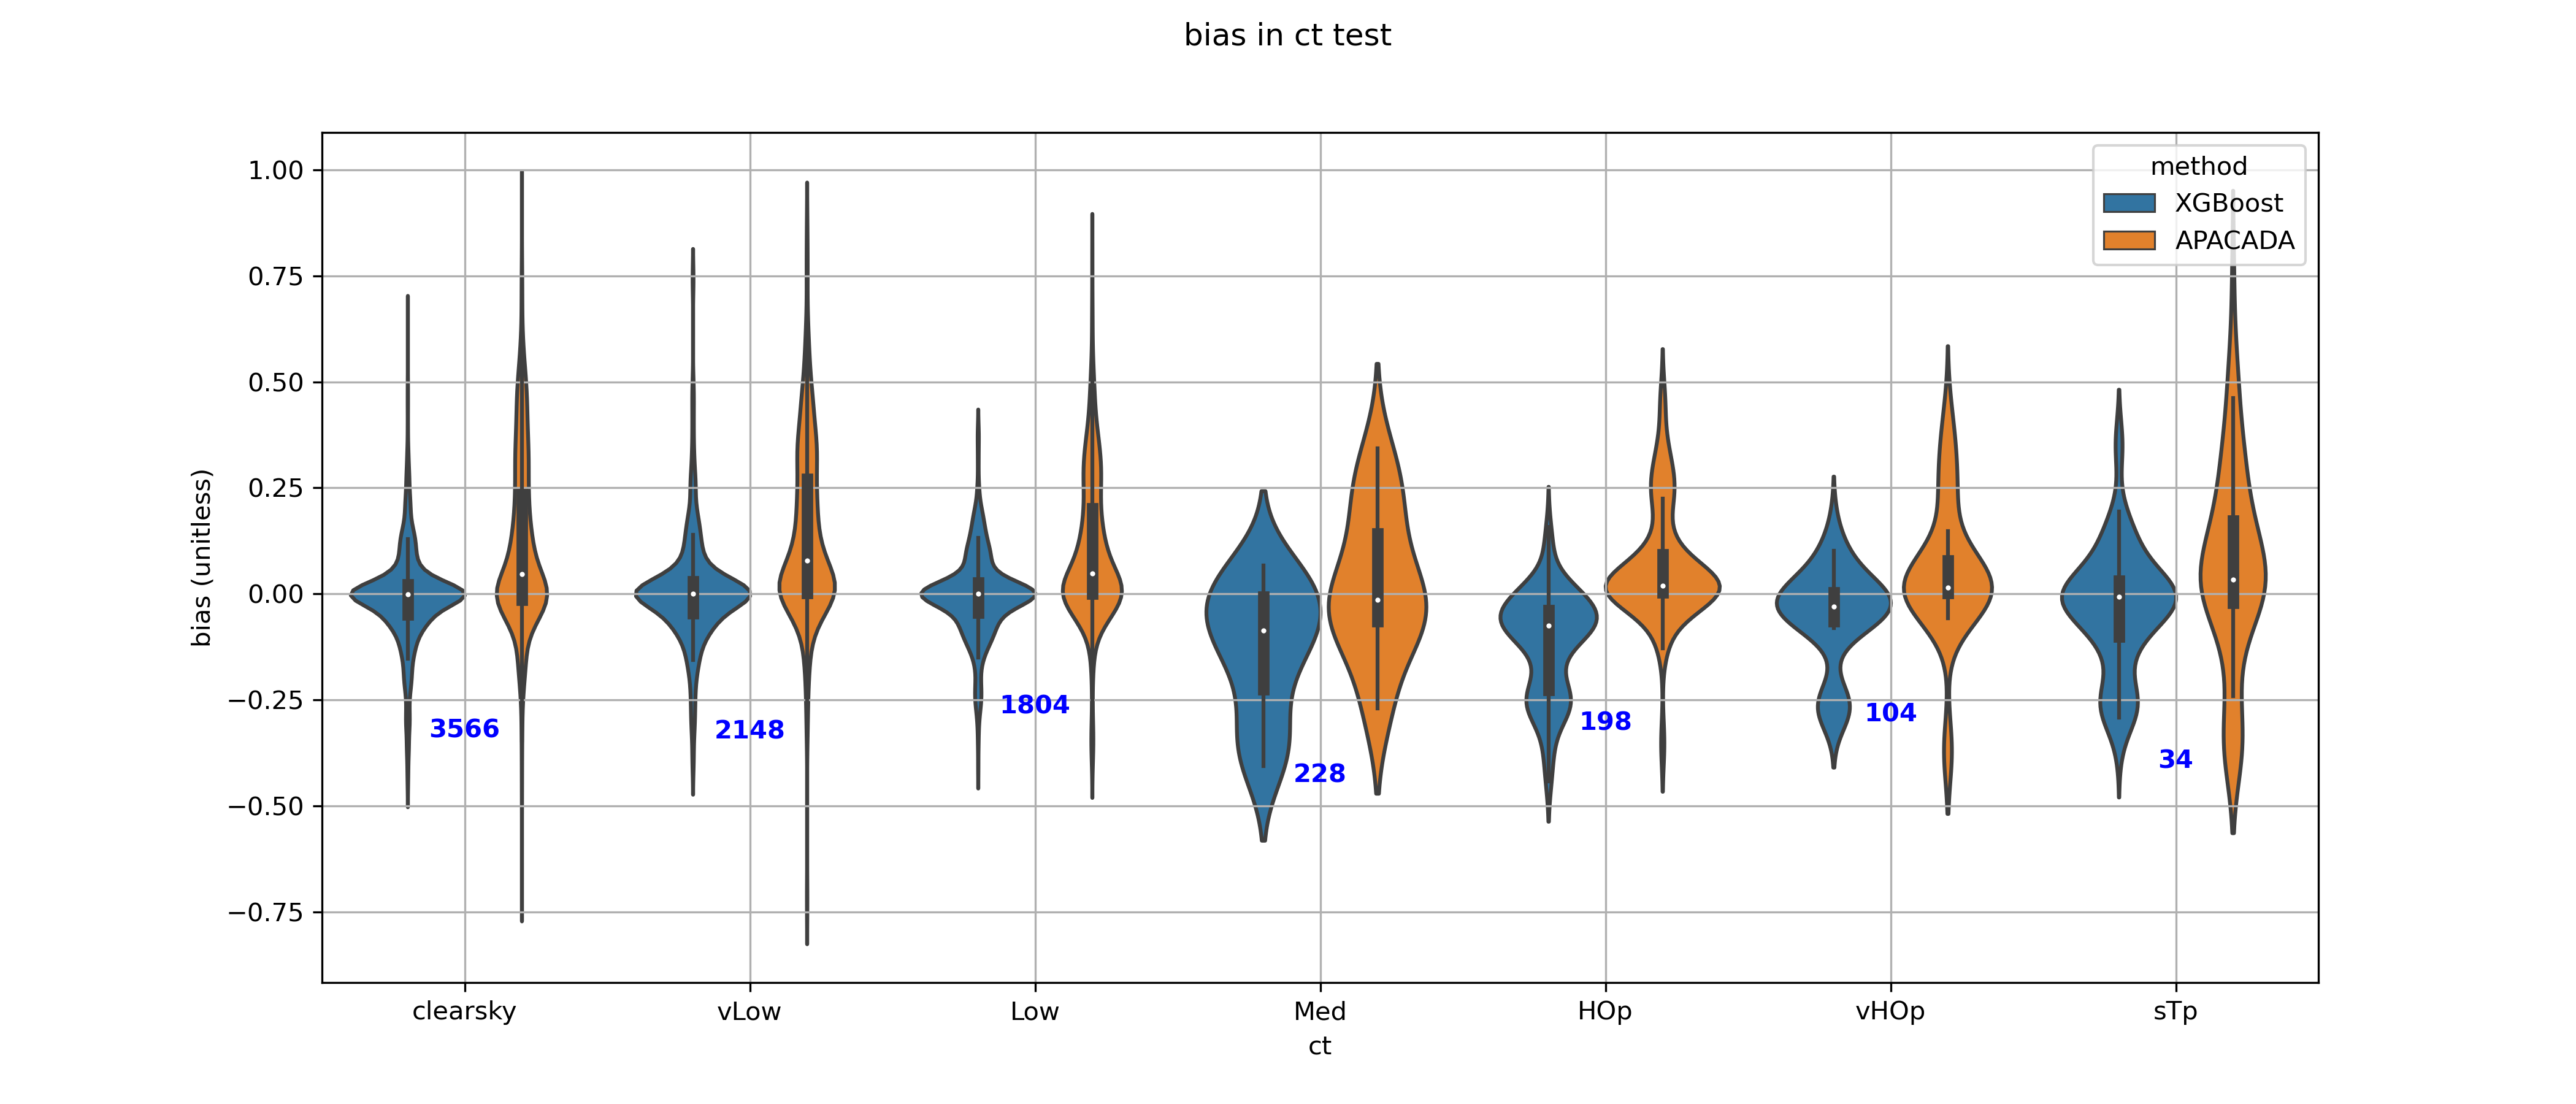 bias in ct test
method
XGBoost
APACADA
1.00
0.75
0.50
0.25
0.00
−0.25
−0.50
−0.75
bias (unitless)
3566
2148
1804
228
198
104
34
clearsky
vLow
Low
Med
HOp
vHOp
sTp
ct